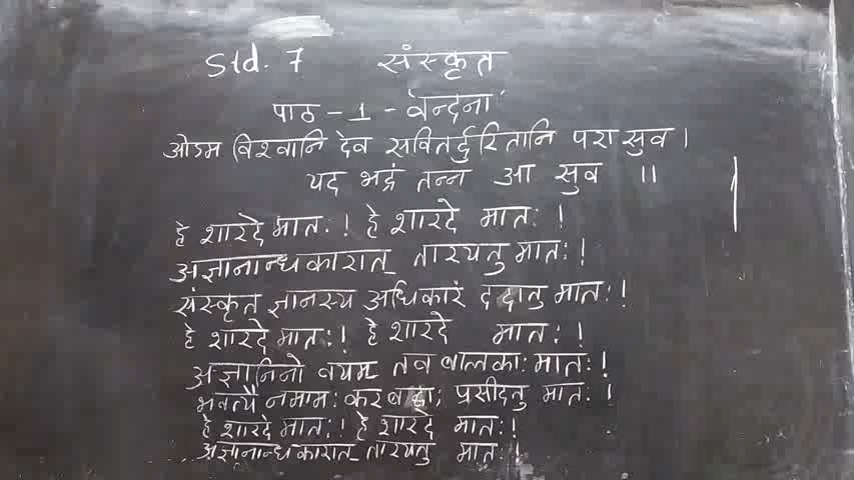 Std. 7 संस्कृत
पाठ - 1 - वन्दना
ओडम विश्वानि देव सवितर्दुरितानि परा सुव ।
यद भद्रं तन्न आ सुव ॥
हे शारदे मातः ! हे शारदे मातः !
अज्ञानान्धकारात् तारयतु मातः !
संस्कृत ज्ञानस्य अधिकारं ददातु मातः !
हे शारदे मातः ! हे शारदे मातः !
अज्ञानिनो वयम् तव बालकाः मातः !
भवत्यै नमामः करबद्धाः प्रसीदतु मातः !
हे शारदे मातः ! हे शारदे मातः !
अज्ञानान्धकारात् तारयतु मातः !